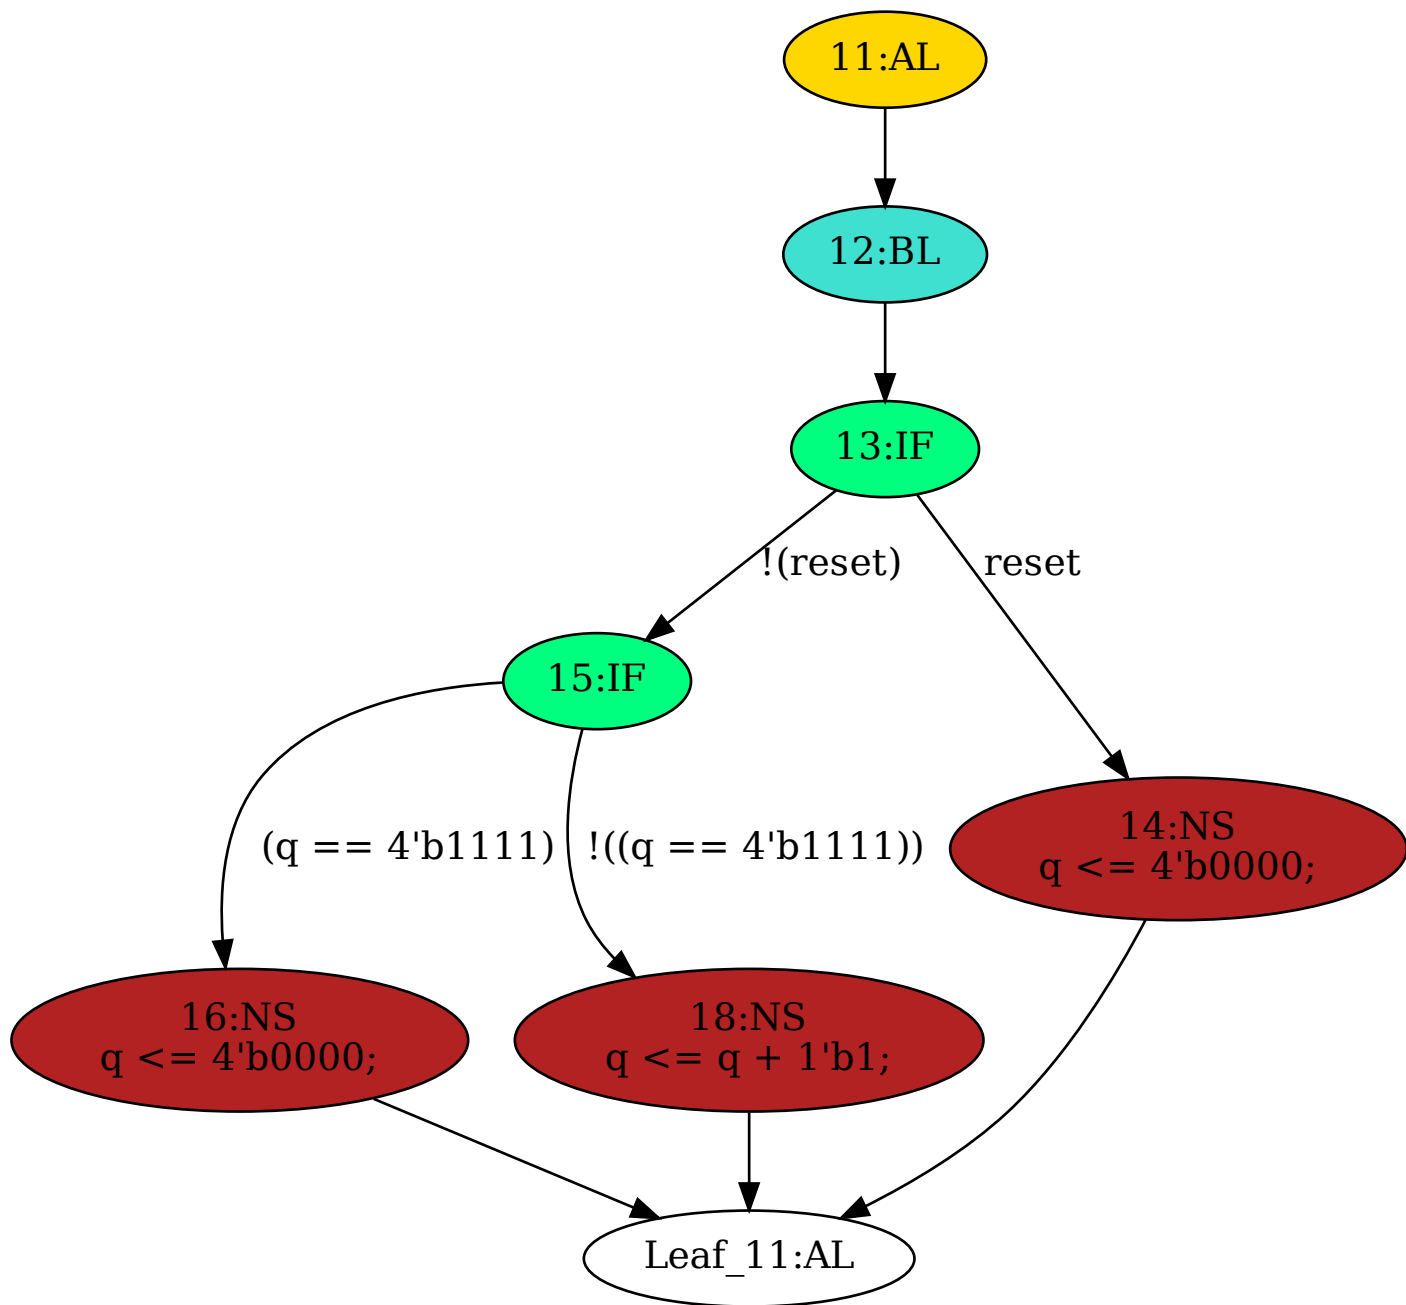 11:AL
12:BL
13:IF
!(reset)
reset
15:IF
(q == 4'b1111)
!((q == 4'b1111))
14:NS
q <= 4'b0000;
16:NS
q <= 4'b0000;
18:NS
q <= q + 1'b1;
Leaf_11:AL